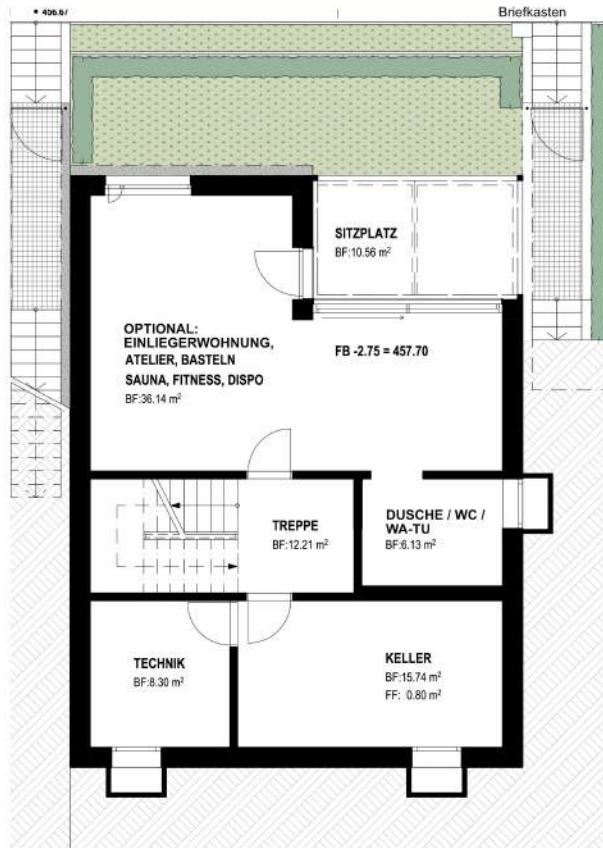 Briefkasten
SITZPLATZ
BF:10.56 m²
OPTIONAL:
EINLIEGERWOHNUNG,
ATELIER, BASTELN
SAUNA, FITNESS, DISPO
BF:36.14 m²
FB -2.75 = 457.70
TREPPE
BF:12.21 m²
DUSCHE / WC /
WA-TU
BF:6.13 m²
TECHNIK
BF:8.30 m²
KELLER
BF:15.74 m²
FF: 0.80 m²